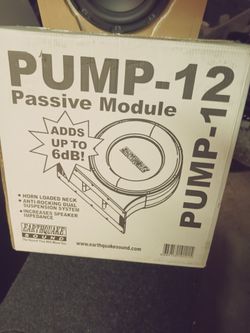 PUMP-12
Passive Module
ADDS
UP TO
6dB!
• HORN LOADED NECK
• ANTI-ROCKING DUAL
SUSPENSION SYSTEM
• INCREASES SPEAKER
IMPEDANCE
EARTHQUAKE
SOUND
www.earthquakesound.com
PUMP-12